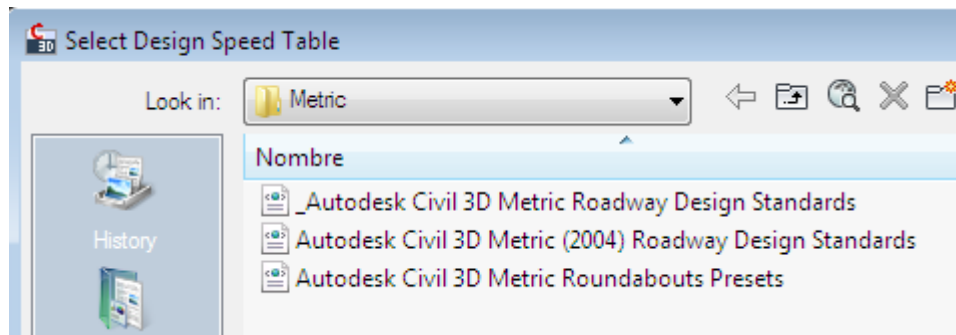 Select Design Speed Table
Look in: Metric
Nombre
_Autodesk Civil 3D Metric Roadway Design Standards
Autodesk Civil 3D Metric (2004) Roadway Design Standards
History
Autodesk Civil 3D Metric Roundabouts Presets